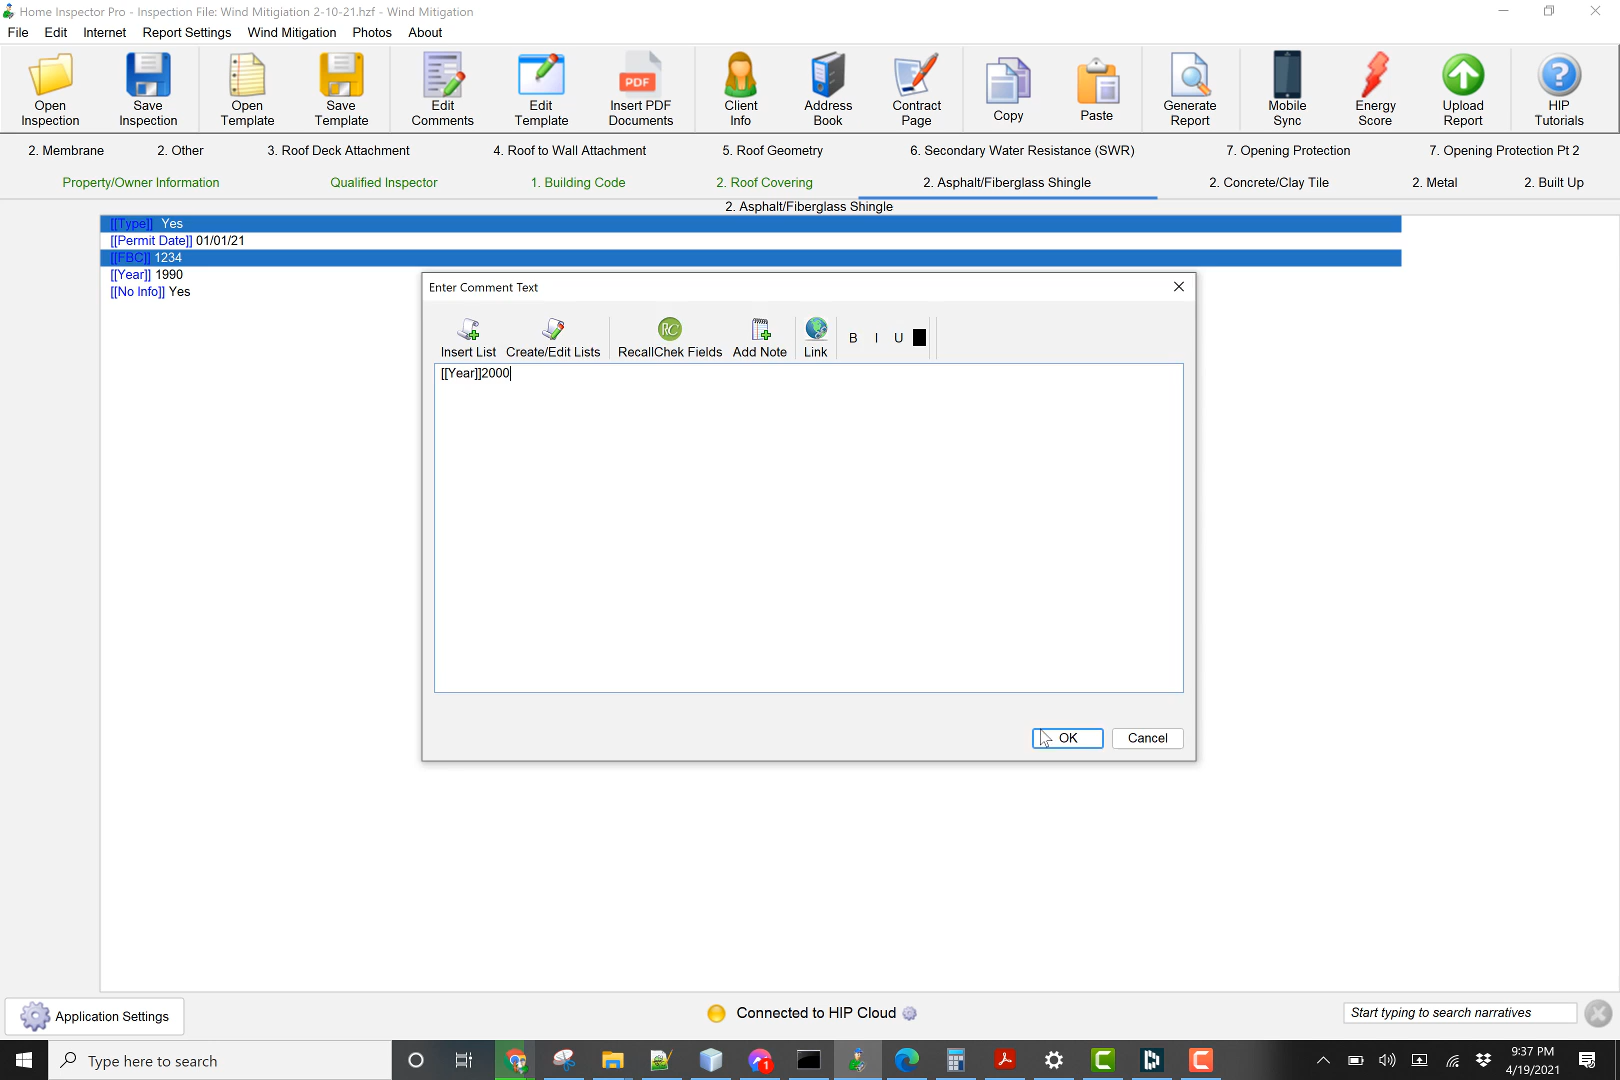 Home Inspector Pro - Inspection File: Wind Mitigiation 2-10-21.hzf - Wind Mitigation
File Edit Internet Report Settings Wind Mitigation Photos About
Open Inspection
Save Inspection
Open Template
Save Template
Edit Comments
Edit Template
PDF
Insert PDF Documents
Client Info
Address Book
Contract Page
Copy
Paste
Generate Report
Mobile Sync
Energy Score
Upload Report
HIP Tutorials
2. Membrane 2. Other 3. Roof Deck Attachment 4. Roof to Wall Attachment 5. Roof Geometry 6. Secondary Water Resistance (SWR) 7. Opening Protection 7. Opening Protection Pt 2
Property/Owner Information Qualified Inspector 1. Building Code 2. Roof Covering 2. Asphalt/Fiberglass Shingle 2. Concrete/Clay Tile 2. Metal 2. Built Up
2. Asphalt/Fiberglass Shingle
[[Type]] Yes
[[Permit Date]] 01/01/21
[[FBC]] 1234
[[Year]] 1990
[[No Info]] Yes
Enter Comment Text
RC
Insert List Create/Edit Lists RecallChek Fields Add Note Link B I U
[[Year]]2000
OK Cancel
Application Settings
Connected to HIP Cloud
Start typing to search narratives
Type here to search
1
9:37 PM
4/19/2021